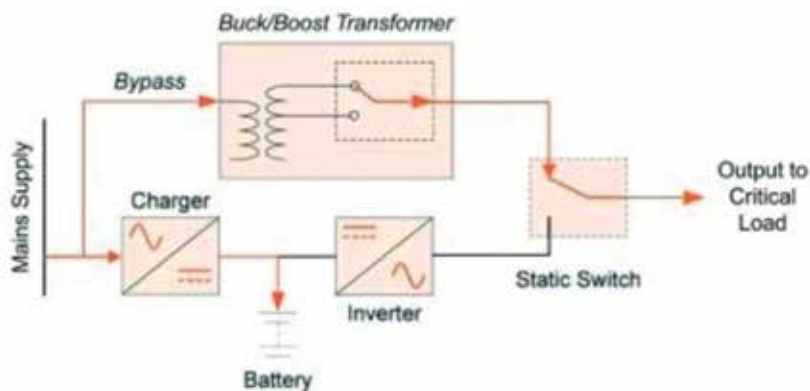 Buck/Boost Transformer
Bypass
Mains Supply
Charger
Output to
Critical
Load
Static Switch
Inverter
Battery